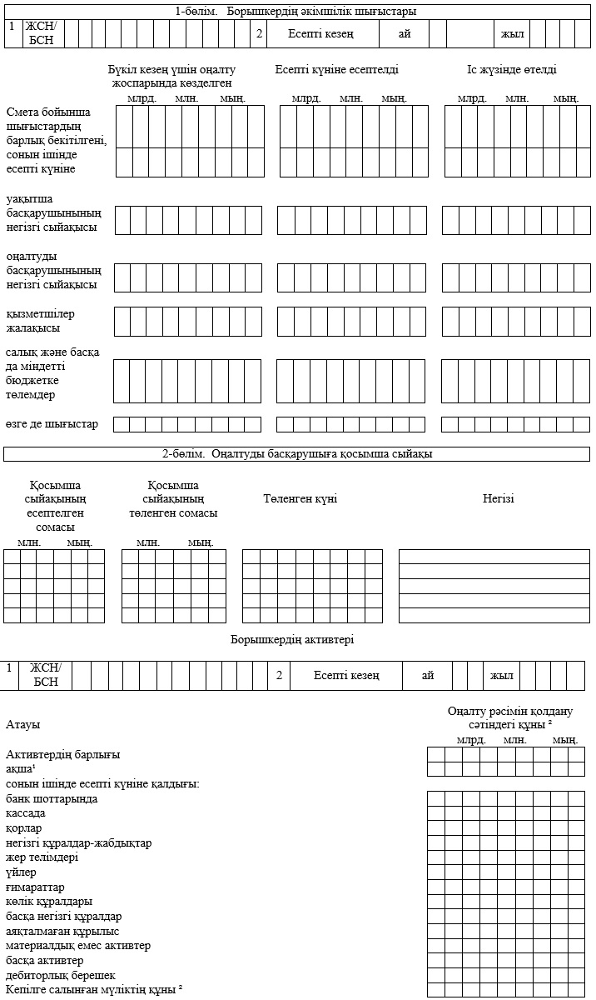 1-бөлім. Борышкердің әкімшілік шығыстары
1 ЖСН/ БСН 2 Есепті кезең ай жыл
Бүкіл кезең үшін оңалту жоспарында көзделген
Есепті күніне есептелді
Іс жүзінде өтелді
млрд. млн. мың. млрд. млн. мың. млрд. млн. мың.
Смета бойынша
шығыстардың
барлық бекітілгені,
сонын ішінде
есепті күніне
уақытша
басқарушынының
негізгі сыйақысы
оңалтуды
басқарушынының
негізгі сыйақысы
қызметшілер
жалақысы
салық және басқа
да міндетті
бюджетке
төлемдер
өзге де шығыстар
2-бөлім. Оңалтуды басқарушыға қосымша сыйақы
Қосымша
сыйақының
есептелген
сомасы
Қосымша
сыйақының
төленген сомасы
Төленген күні
Негізі
млн. мың. млн. мың.
Борышкердің активтері
1 ЖСН/ БСН 2 Есепті кезең ай жыл
Атауы
Оңалту рәсімін қолдану
сәтіндегі құны ²
млрд. млн. мың.
Активтердің барлығы
ақша¹
сонын ішінде есепті күніне қалдығы:
банк шоттарында
кассада
қорлар
негізгі құралдар-жабдықтар
жер телімдері
үйлер
ғимараттар
көлік құралдары
басқа негізгі құралдар
аяқталмаған құрылыс
материалдық емес активтер
басқа активтер
дебиторлық берешек
Кепілге салынған мүліктің құны ²